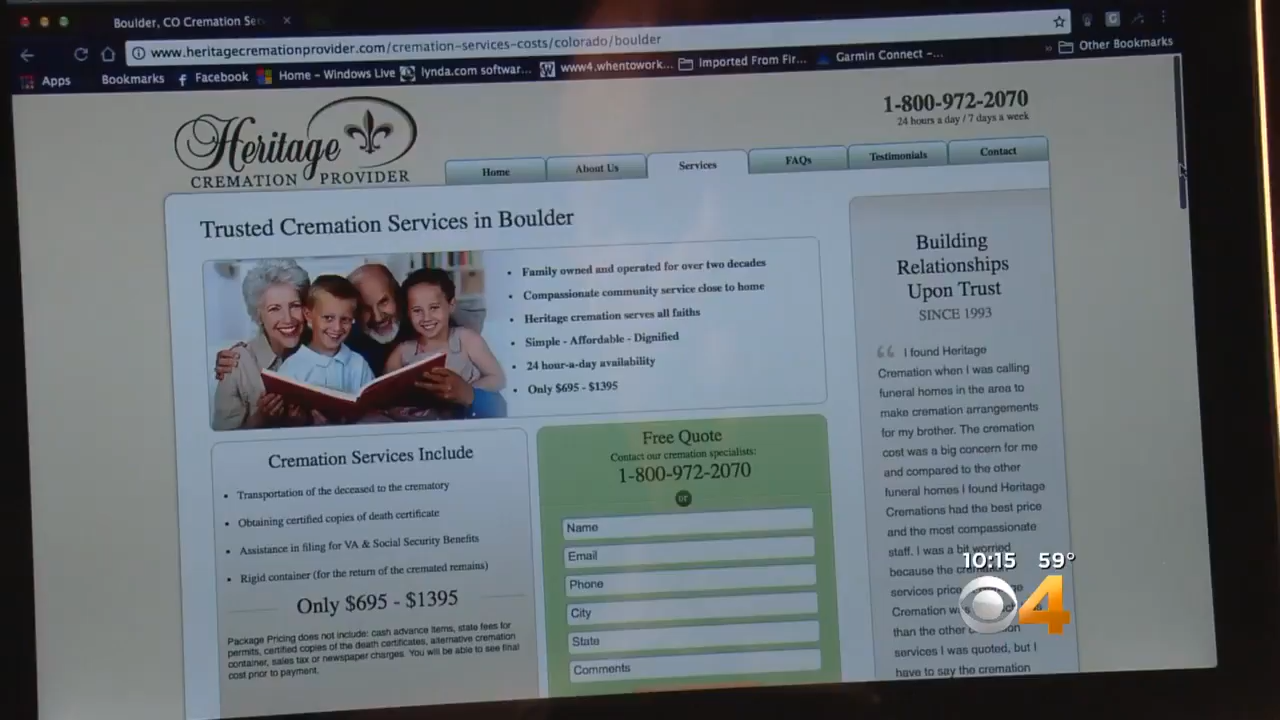 Boulder, CO Cremation Ser
www.heritagecremationprovider.com/cremation-services-costs/colorado/boulder
Apps Bookmarks Facebook Home - Windows Live lynda.com softwar... www4.whentowork... Imported From Fir... Garmin Connect -... » Other Bookmarks
Heritage
CREMATION PROVIDER
1-800-972-2070
24 hours a day / 7 days a week
Home About Us Services FAQs Testimonials Contact
Trusted Cremation Services in Boulder
• Family owned and operated for over two decades
• Compassionate community service close to home
• Heritage cremation serves all faiths
• Simple - Affordable - Dignified
• 24 hour-a-day availability
• Only $695 - $1395
Cremation Services Include
• Transportation of the deceased to the crematory
• Obtaining certified copies of death certificate
• Assistance in filing for VA & Social Security Benefits
• Rigid container (for the return of the cremated remains)
Only $695 - $1395
Package Pricing does not include: cash advance items, state fees for
permits, certified copies of the death certificates, alternative cremation
container, sales tax or newspaper charges. You will be able to see final
cost prior to payment.
Free Quote
Contact our cremation specialists:
1-800-972-2070
or
Name
Email
Phone
City
State
Comments
Building
Relationships
Upon Trust
SINCE 1993
“ I found Heritage
Cremation when I was calling
funeral homes in the area to
make cremation arrangements
for my brother. The cremation
cost was a big concern for me
and compared to the other
funeral homes I found Heritage
Cremations had the best price
and the most compassionate
staff. I was a bit worried
because the
services
Cremation
than the other
services I was quoted, but I
have to say the cremation
10:15 59°
4